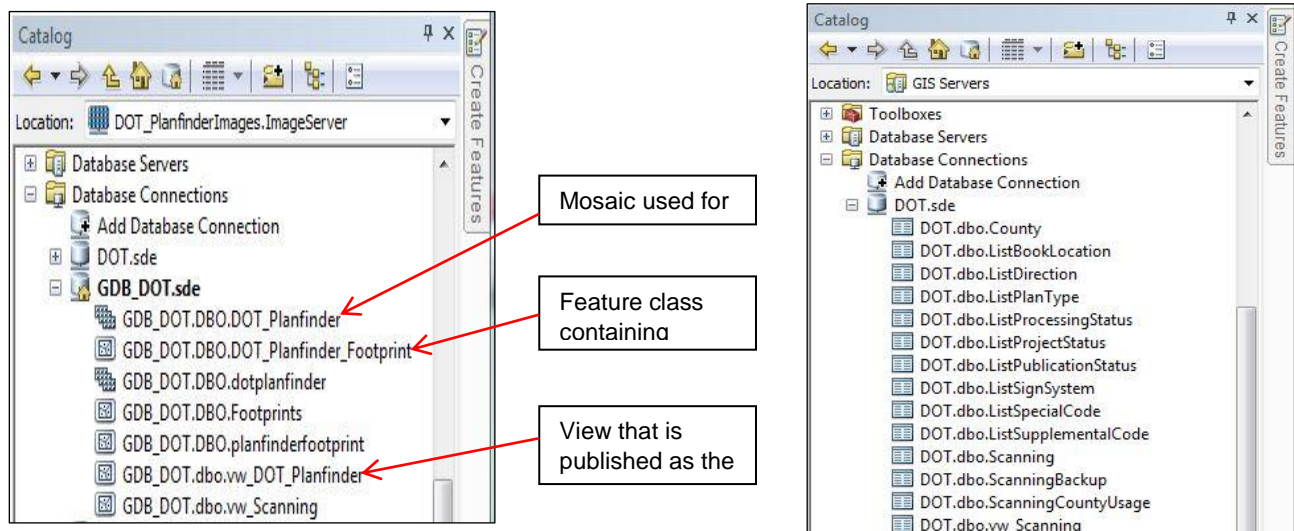 Catalog
Location: DOT_PlanfinderImages.ImageServer
Database Servers
Database Connections
Add Database Connection
DOT.sde
GDB_DOT.sde
GDB_DOT.DBO.DOT_Planfinder
GDB_DOT.DBO.DOT_Planfinder_Footprint
GDB_DOT.DBO.dotplanfinder
GDB_DOT.DBO.Footprints
GDB_DOT.DBO.planfinderfootprint
GDB_DOT.dbo.vw_DOT_Planfinder
GDB_DOT.dbo.vw_Scanning
Create Features
Mosaic used for
Feature class
containing
View that is
published as the
Catalog
Location: GIS Servers
Toolboxes
Database Servers
Database Connections
Add Database Connection
DOT.sde
DOT.dbo.County
DOT.dbo.ListBookLocation
DOT.dbo.ListDirection
DOT.dbo.ListPlanType
DOT.dbo.ListProcessingStatus
DOT.dbo.ListProjectStatus
DOT.dbo.ListPublicationStatus
DOT.dbo.ListSignSystem
DOT.dbo.ListSpecialCode
DOT.dbo.ListSupplementalCode
DOT.dbo.Scanning
DOT.dbo.ScanningBackup
DOT.dbo.ScanningCountyUsage
DOT.dbo.vw_Scanning
Create Features